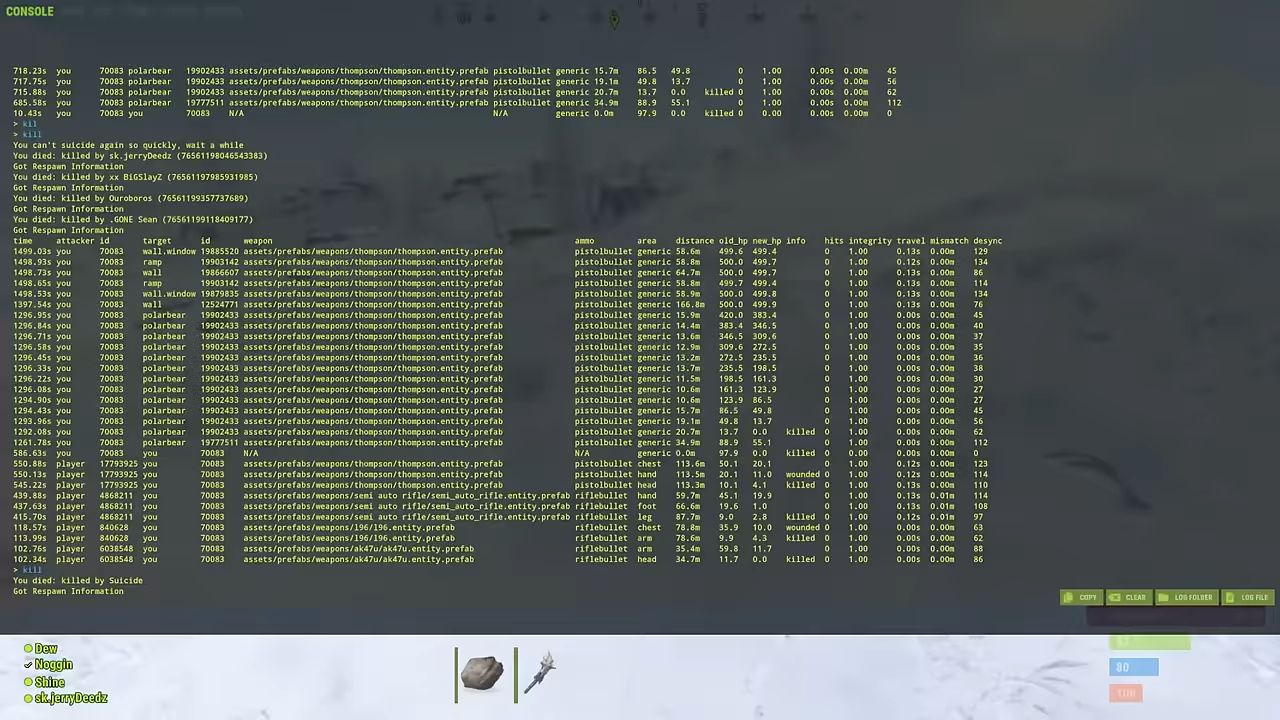 CONSOLE
718.23s you 70083 polarbear 19902433 assets/prefabs/weapons/thompson/thompson.entity.prefab pistolbullet generic 15.7m 86.5 49.8 0 1.00 0.00s 0.00m 45
717.75s you 70083 polarbear 19902433 assets/prefabs/weapons/thompson/thompson.entity.prefab pistolbullet generic 19.1m 49.8 13.7 0 1.00 0.00s 0.00m 56
715.88s you 70083 polarbear 19902433 assets/prefabs/weapons/thompson/thompson.entity.prefab pistolbullet generic 20.7m 13.7 0.0 killed 0 1.00 0.00s 0.00m 62
685.58s you 70083 polarbear 19777511 assets/prefabs/weapons/thompson/thompson.entity.prefab pistolbullet generic 34.9m 88.9 55.1 0 1.00 0.00s 0.00m 112
10.43s you 70083 you 70083 N/A N/A generic 0.0m 97.9 0.0 killed 0 1.00 0.00s 0.00m 0
> kil
> kill
You can't suicide again so quickly, wait a while
You died: killed by sk.jerryDeedz (76561198046543383)
Got Respawn Information
You died: killed by xx BiGSlayZ (76561197985931985)
Got Respawn Information
You died: killed by Ouroboros (76561199357737689)
Got Respawn Information
You died: killed by .GONE Sean (76561199118409177)
Got Respawn Information
time attacker id target id weapon ammo area distance old_hp new_hp info hits integrity travel mismatch desync
1499.03s you 70083 wall.window 19885520 assets/prefabs/weapons/thompson/thompson.entity.prefab pistolbullet generic 58.6m 499.6 499.4 0 1.00 0.13s 0.00m 129
1498.93s you 70083 ramp 19903142 assets/prefabs/weapons/thompson/thompson.entity.prefab pistolbullet generic 58.8m 500.0 499.7 0 1.00 0.12s 0.00m 134
1498.73s you 70083 wall 19866607 assets/prefabs/weapons/thompson/thompson.entity.prefab pistolbullet generic 64.7m 500.0 499.7 0 1.00 0.13s 0.00m 86
1498.65s you 70083 ramp 19903142 assets/prefabs/weapons/thompson/thompson.entity.prefab pistolbullet generic 58.8m 499.7 499.4 0 1.00 0.13s 0.00m 114
1498.53s you 70083 wall.window 19879835 assets/prefabs/weapons/thompson/thompson.entity.prefab pistolbullet generic 58.9m 500.0 499.8 0 1.00 0.13s 0.00m 134
1397.54s you 70083 wall 12524771 assets/prefabs/weapons/thompson/thompson.entity.prefab pistolbullet generic 166.8m 500.0 499.9 0 1.00 0.13s 0.00m 76
1296.95s you 70083 polarbear 19902433 assets/prefabs/weapons/thompson/thompson.entity.prefab pistolbullet generic 15.9m 420.0 383.4 0 1.00 0.00s 0.00m 45
1296.84s you 70083 polarbear 19902433 assets/prefabs/weapons/thompson/thompson.entity.prefab pistolbullet generic 14.4m 383.4 346.5 0 1.00 0.00s 0.00m 40
1296.71s you 70083 polarbear 19902433 assets/prefabs/weapons/thompson/thompson.entity.prefab pistolbullet generic 13.6m 346.5 309.6 0 1.00 0.00s 0.00m 37
1296.58s you 70083 polarbear 19902433 assets/prefabs/weapons/thompson/thompson.entity.prefab pistolbullet generic 12.9m 309.6 272.5 0 1.00 0.00s 0.00m 35
1296.45s you 70083 polarbear 19902433 assets/prefabs/weapons/thompson/thompson.entity.prefab pistolbullet generic 13.2m 272.5 235.5 0 1.00 0.00s 0.00m 36
1296.33s you 70083 polarbear 19902433 assets/prefabs/weapons/thompson/thompson.entity.prefab pistolbullet generic 13.7m 235.5 198.5 0 1.00 0.00s 0.00m 38
1296.22s you 70083 polarbear 19902433 assets/prefabs/weapons/thompson/thompson.entity.prefab pistolbullet generic 11.5m 198.5 161.3 0 1.00 0.00s 0.00m 30
1296.08s you 70083 polarbear 19902433 assets/prefabs/weapons/thompson/thompson.entity.prefab pistolbullet generic 10.6m 161.3 123.9 0 1.00 0.00s 0.00m 27
1294.90s you 70083 polarbear 19902433 assets/prefabs/weapons/thompson/thompson.entity.prefab pistolbullet generic 10.6m 123.9 86.5 0 1.00 0.00s 0.00m 27
1294.43s you 70083 polarbear 19902433 assets/prefabs/weapons/thompson/thompson.entity.prefab pistolbullet generic 15.7m 86.5 49.8 0 1.00 0.00s 0.00m 45
1293.96s you 70083 polarbear 19902433 assets/prefabs/weapons/thompson/thompson.entity.prefab pistolbullet generic 19.1m 49.8 13.7 0 1.00 0.00s 0.00m 56
1292.08s you 70083 polarbear 19902433 assets/prefabs/weapons/thompson/thompson.entity.prefab pistolbullet generic 20.7m 13.7 0.0 killed 0 1.00 0.00s 0.00m 62
1261.78s you 70083 polarbear 19777511 assets/prefabs/weapons/thompson/thompson.entity.prefab pistolbullet generic 34.9m 88.9 55.1 0 1.00 0.00s 0.00m 112
586.63s you 70083 you 70083 N/A N/A generic 0.0m 97.9 0.0 killed 0 1.00 0.00s 0.00m 0
550.88s player 17793925 you 70083 assets/prefabs/weapons/thompson/thompson.entity.prefab pistolbullet chest 113.6m 50.1 20.1 0 1.00 0.12s 0.00m 123
550.13s player 17793925 you 70083 assets/prefabs/weapons/thompson/thompson.entity.prefab pistolbullet hand 113.5m 20.1 11.0 wounded 0 1.00 0.12s 0.00m 114
545.22s player 17793925 you 70083 assets/prefabs/weapons/thompson/thompson.entity.prefab pistolbullet head 113.3m 10.1 4.1 killed 0 1.00 0.00s 0.00m 110
439.88s player 4868211 you 70083 assets/prefabs/weapons/semi auto rifle/semi_auto_rifle.entity.prefab riflebullet hand 59.7m 45.1 19.9 0 1.00 0.13s 0.01m 114
437.63s player 4868211 you 70083 assets/prefabs/weapons/semi auto rifle/semi_auto_rifle.entity.prefab riflebullet foot 66.6m 19.6 1.0 0 1.00 0.13s 0.01m 108
415.70s player 4868211 you 70083 assets/prefabs/weapons/semi auto rifle/semi_auto_rifle.entity.prefab riflebullet leg 87.7m 9.0 2.8 killed 0 1.00 0.12s 0.01m 97
118.57s player 840628 you 70083 assets/prefabs/weapons/l96/l96.entity.prefab riflebullet chest 78.8m 35.9 10.0 wounded 0 1.00 0.00s 0.00m 63
113.99s player 840628 you 70083 assets/prefabs/weapons/l96/l96.entity.prefab riflebullet arm 78.6m 9.9 4.3 killed 0 1.00 0.00s 0.00m 62
102.76s player 6038548 you 70083 assets/prefabs/weapons/ak47u/ak47u.entity.prefab riflebullet arm 35.4m 59.8 11.7 0 1.00 0.00s 0.00m 88
102.34s player 6038548 you 70083 assets/prefabs/weapons/ak47u/ak47u.entity.prefab riflebullet head 34.7m 11.7 0.0 killed 0 1.00 0.00s 0.00m 86
> kill
You died: killed by Suicide
Got Respawn Information
COPY CLEAR LOG FOLDER LOG FILE
Dew
Noggin
Shine
sk.jerryDeedz
80
100